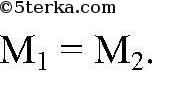 ©5terka.com
M₁ = M₂.